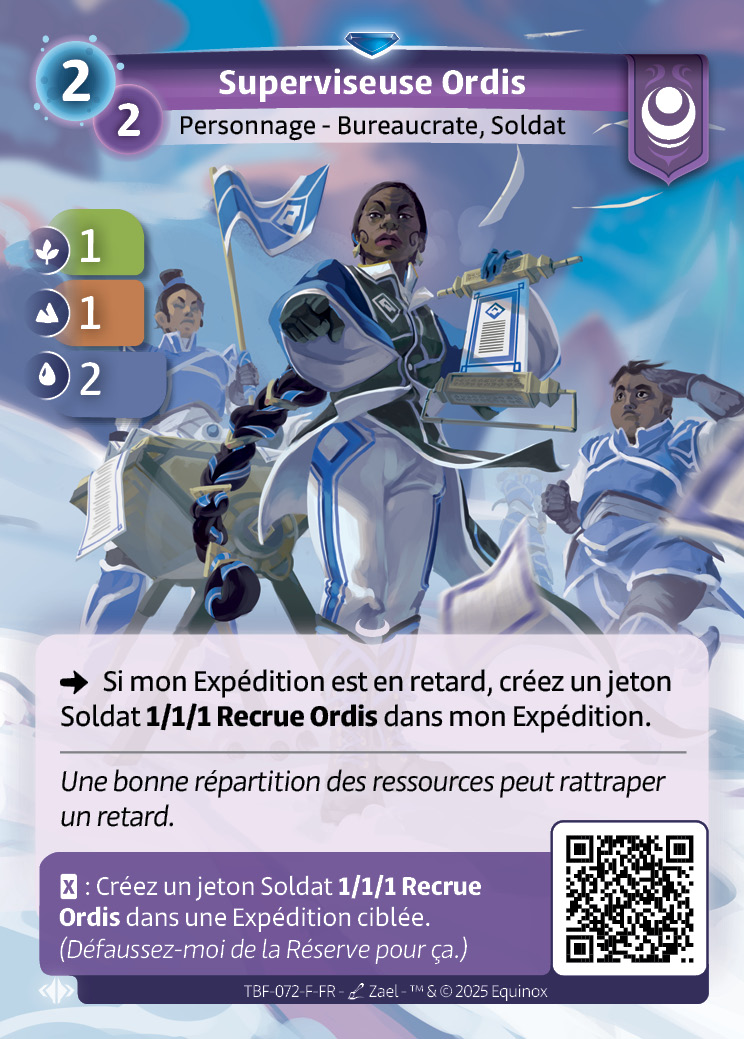 2
Superviseuse Ordis
2
Personnage - Bureaucrate, Soldat
1
1
2
Si mon Expédition est en retard, créez un jeton
Soldat 1/1/1 Recrue Ordis dans mon Expédition.
Une bonne répartition des ressources peut rattraper
un retard.
X : Créez un jeton Soldat 1/1/1 Recrue
Ordis dans une Expédition ciblée.
(Défaussez-moi de la Réserve pour ça.)
TBF-072-F-FR - Zael - ™ & © 2025 Equinox